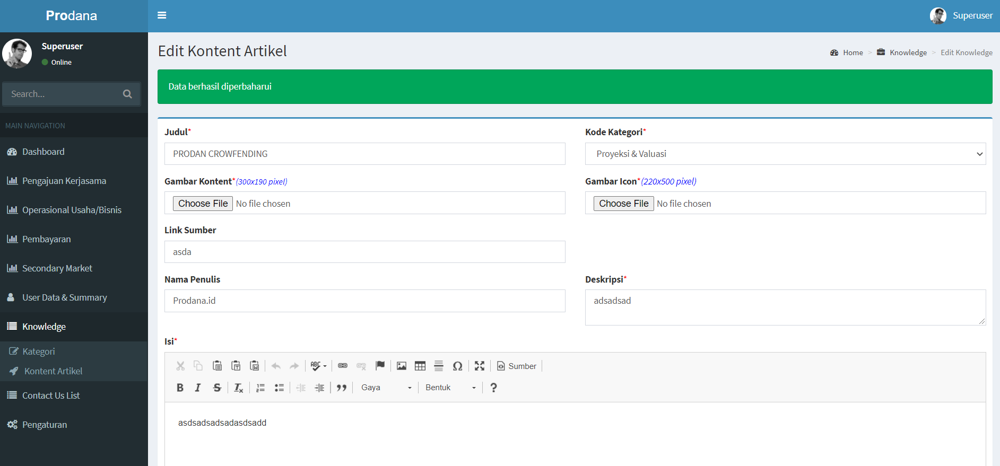 Prodana
Superuser
Superuser
Online
Search...
MAIN NAVIGATION
Dashboard
Pengajuan Kerjasama
Operasional Usaha/Bisnis
Pembayaran
Secondary Market
User Data & Summary
Knowledge
Kategori
Kontent Artikel
Contact Us List
Pengaturan
Edit Kontent Artikel
Home > Knowledge > Edit Knowledge
Data berhasil diperbaharui
Judul*
PRODAN CROWFENDING
Kode Kategori*
Proyeksi & Valuasi
Gambar Kontent*(300x190 pixel)
Choose File No file chosen
Gambar Icon*(220x500 pixel)
Choose File No file chosen
Link Sumber
asda
Nama Penulis
Prodana.id
Deskripsi*
adsadsad
Isi*
ABC
Ω Sumber
B I S Tx Gaya Bentuk ?
asdsadsadsadasdsadd